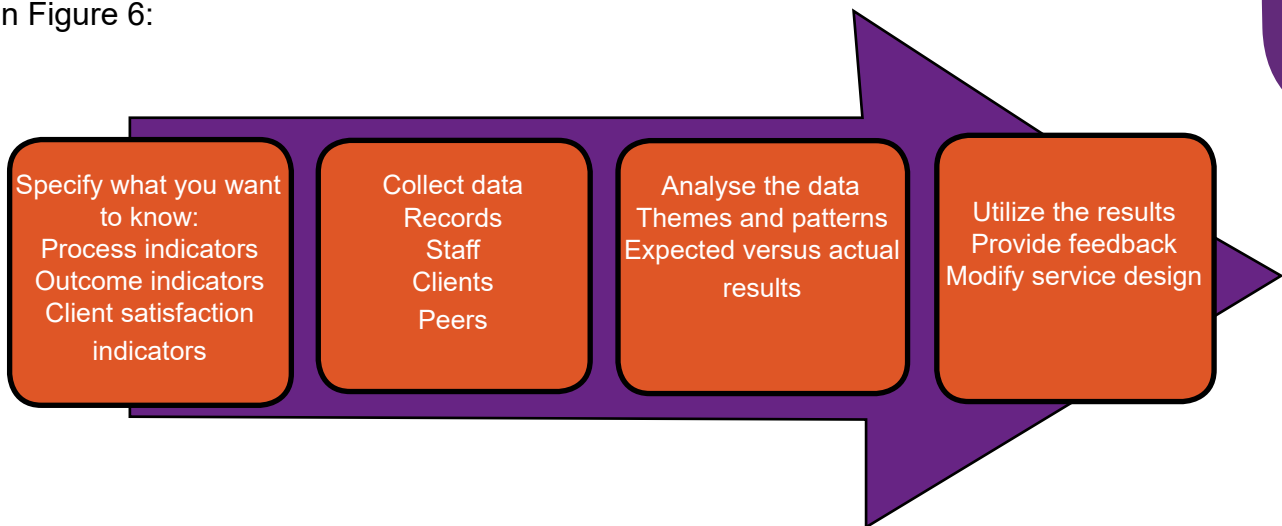 n Figure 6:
Specify what you want
to know:
Process indicators
Outcome indicators
Client satisfaction
indicators
Collect data
Records
Staff
Clients
Peers
Analyse the data
Themes and patterns
Expected versus actual
results
Utilize the results
Provide feedback
Modify service design